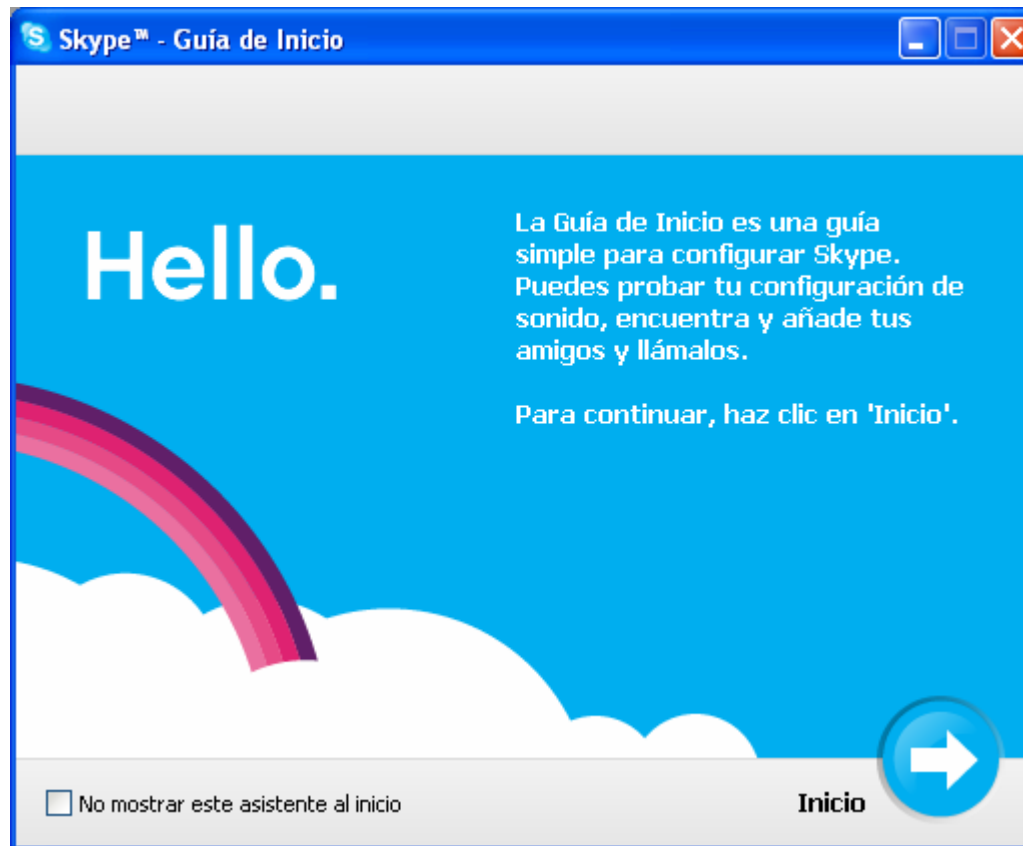 Skype™ - Guía de Inicio
Hello.
La Guía de Inicio es una guía
simple para configurar Skype.
Puedes probar tu configuración de
sonido, encuentra y añade tus
amigos y llámalos.
Para continuar, haz clic en 'Inicio'.
No mostrar este asistente al inicio
Inicio